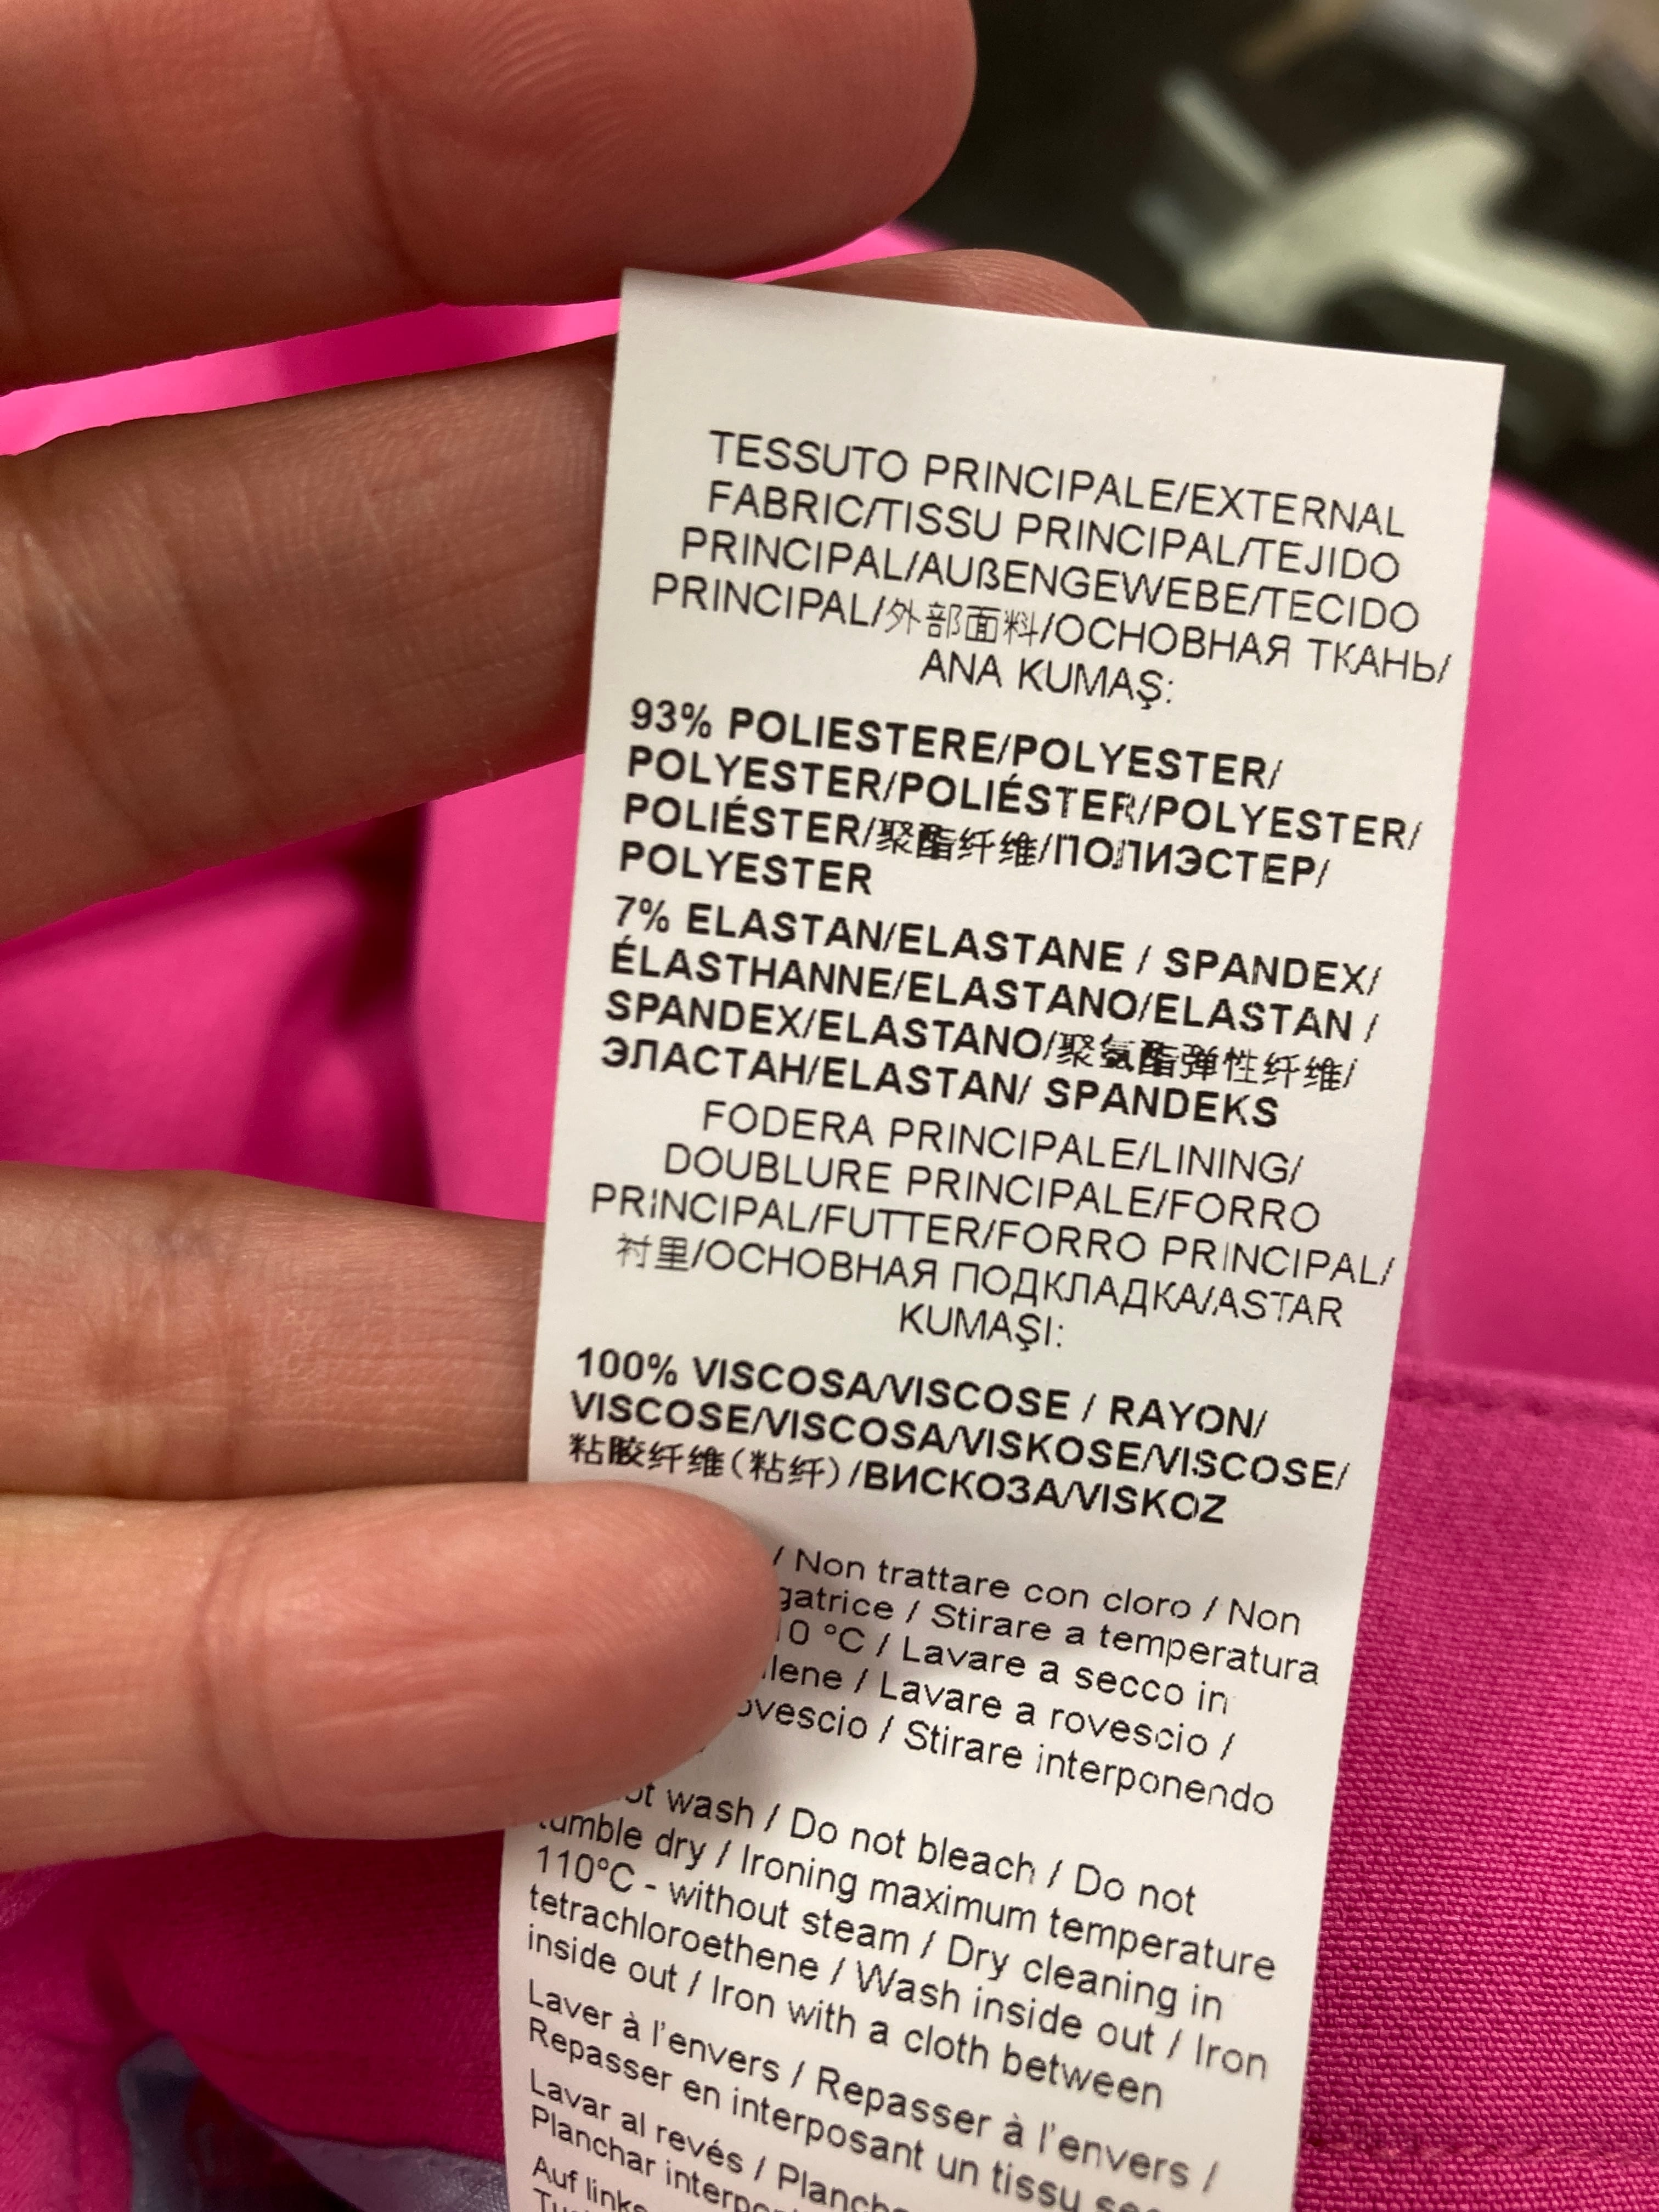 TESSUTO PRINCIPALE/EXTERNAL
FABRIC/TISSU PRINCIPAL/TEJIDO
PRINCIPAL/AUßENGEWEBE/TECIDO
PRINCIPAL/外部面料/ОСНОВНАЯ ТКАНЬ/
ANA KUMAŞ:
93% POLIESTERE/POLYESTER/
POLYESTER/POLIÉSTER/POLYESTER/
POLIÉSTER/聚酯纤维/ПОЛИЭСТЕР/
POLYESTER
7% ELASTAN/ELASTANE / SPANDEX/
ÉLASTHANNE/ELASTANO/ELASTAN /
SPANDEX/ELASTANO/聚氨酯弹性纤维/
ЭЛАСТАН/ELASTAN/ SPANDEKS
FODERA PRINCIPALE/LINING/
DOUBLURE PRINCIPALE/FORRO
PRINCIPAL/FUTTER/FORRO PRINCIPAL/
衬里/ОСНОВНАЯ ПОДКЛАДКА/ASTAR
KUMAŞI:
100% VISCOSA/VISCOSE / RAYON/
VISCOSE/VISCOSA/VISKOSE/VISCOSE/
粘胶纤维(粘纤)/ВИСКОЗА/VISKOZ
/ Non trattare con cloro / Non
/ Stirare a temperatura
°C / Lavare a secco in
/ Lavare a rovescio /
/ Stirare interponendo
wash / Do not bleach / Do not
tumble dry / Ironing maximum temperature
110°C - without steam / Dry cleaning in
tetrachloroethene / Wash inside out / Iron
inside out / Iron with a cloth between
Laver à l'envers / Repasser à l'envers /
Repasser en interposant un tissu
Lavar al revés /
Planchar
Auf links